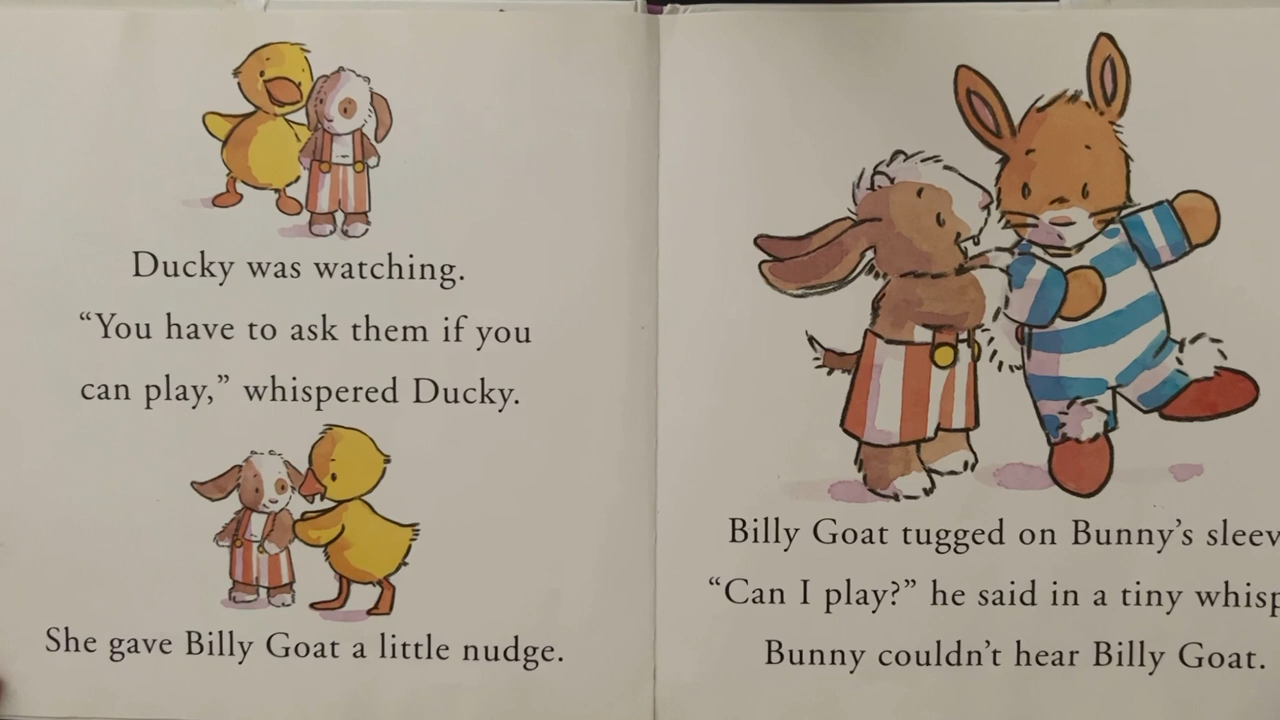 Ducky was watching.
“You have to ask them if you
can play,” whispered Ducky.
She gave Billy Goat a little nudge.
Billy Goat tugged on Bunny’s
“Can I play?” he said in a tiny
Bunny couldn’t hear Billy Goat.